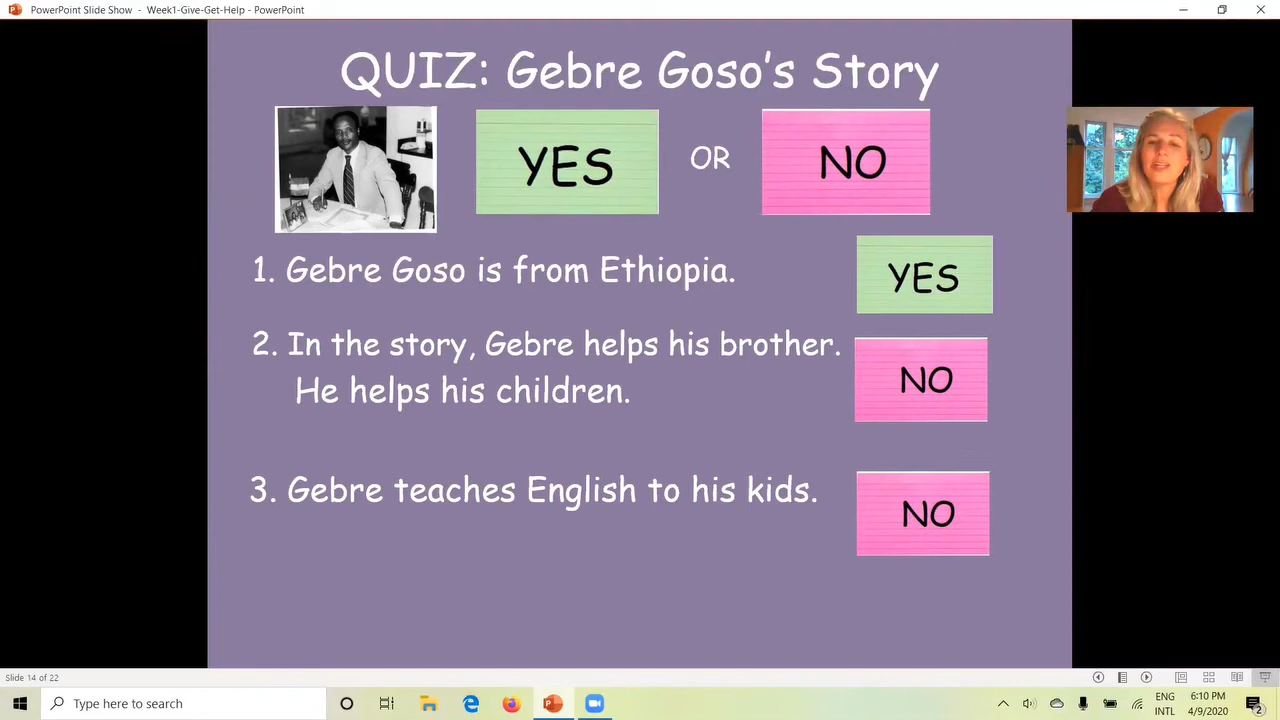 PowerPoint Slide Show - Week1-Give-Get-Help - PowerPoint
QUIZ: Gebre Goso's Story
YES
OR
NO
1. Gebre Goso is from Ethiopia.
YES
2. In the story, Gebre helps his brother.
He helps his children.
NO
3. Gebre teaches English to his kids.
NO
Slide 14 of 22
Type here to search
ENG
INTL
6:10 PM
4/9/2020
2